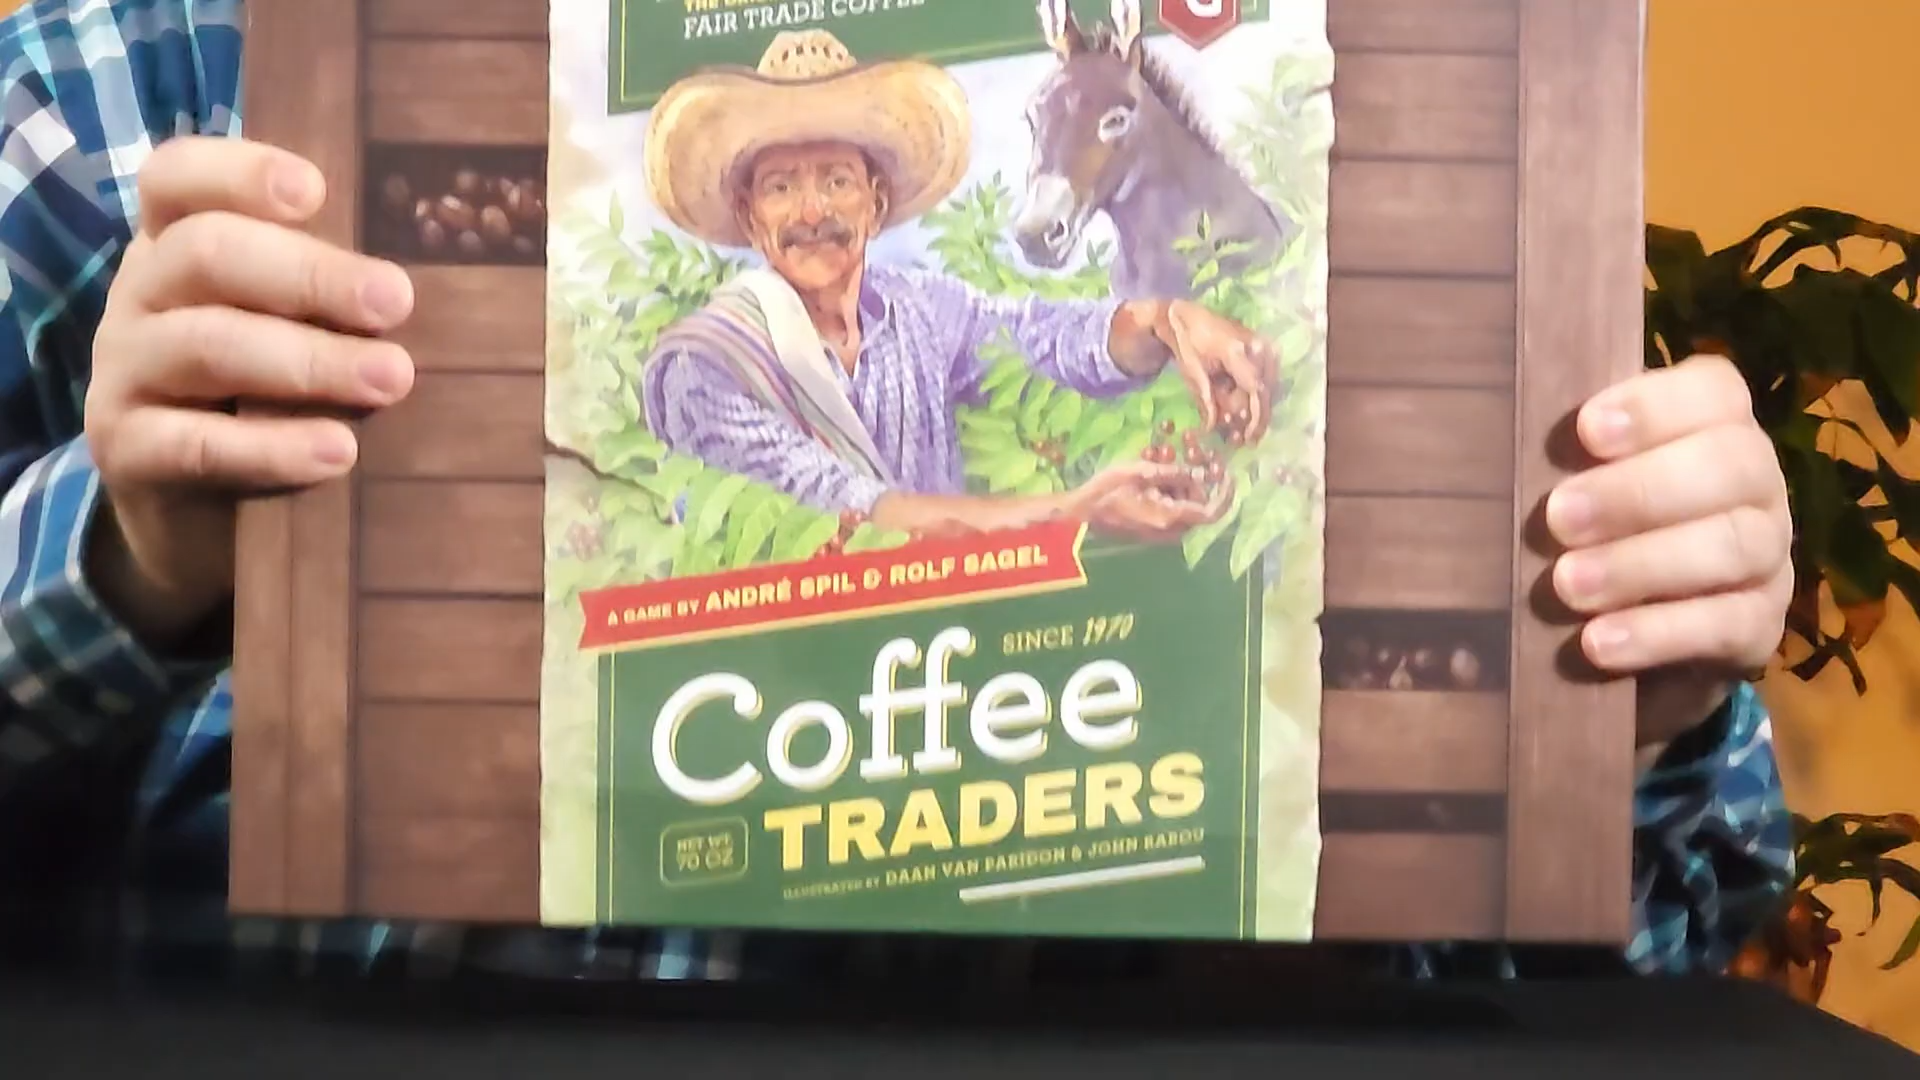 FAIR TRADE COFFEE
G
A GAME BY ANDRÉ SPIL & ROLF SAGEL
SINCE 1970
Coffee
TRADERS
NET WT
70 OZ
ILLUSTRATED BY DAAN VAN PARIDON & JOHN RABOU